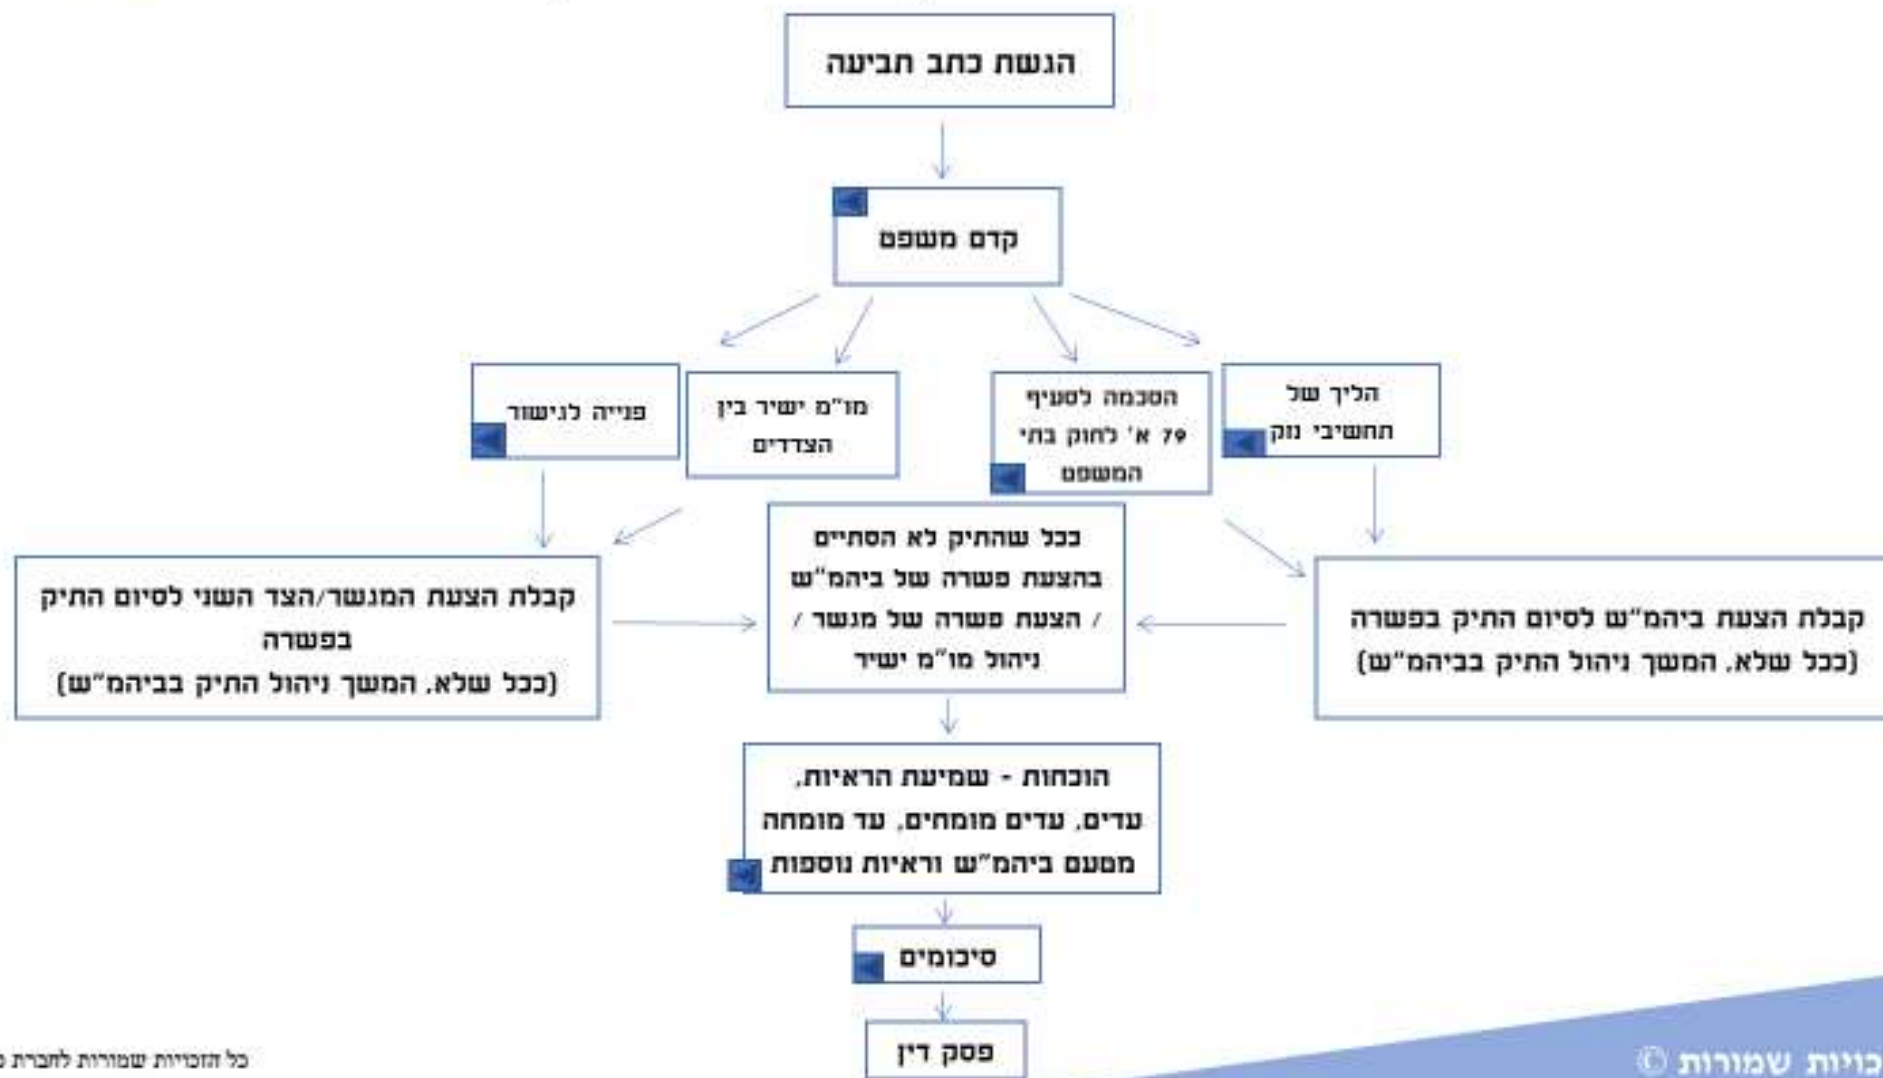 הגשת כתב תביעה
קדם משפט
הליך של
תחשיבי נזק
הסכמה לסעיף
79 א' לחוק בתי
המשפט
מו"מ ישיר בין
הצדדים
פנייה לגישור
קבלת הצעת ביהמ"ש לסיום התיק בפשרה
(ככל שלא, המשך ניהול התיק בביהמ"ש)
ככל שהתיק לא הסתיים
בהצעת פשרה של ביהמ"ש
/ הצעת פשרה של מגשר /
ניהול מו"מ ישיר
קבלת הצעת המגשר/הצד השני לסיום התיק
בפשרה
(ככל שלא, המשך ניהול התיק בביהמ"ש)
הוכחות - שמיעת הראיות,
עדים, עדים מומחים, עד מומחה
מטעם ביהמ"ש וראיות נוספות
סיכומים
פסק דין
שמורות ©
כל הזכויות שמורות לחברת